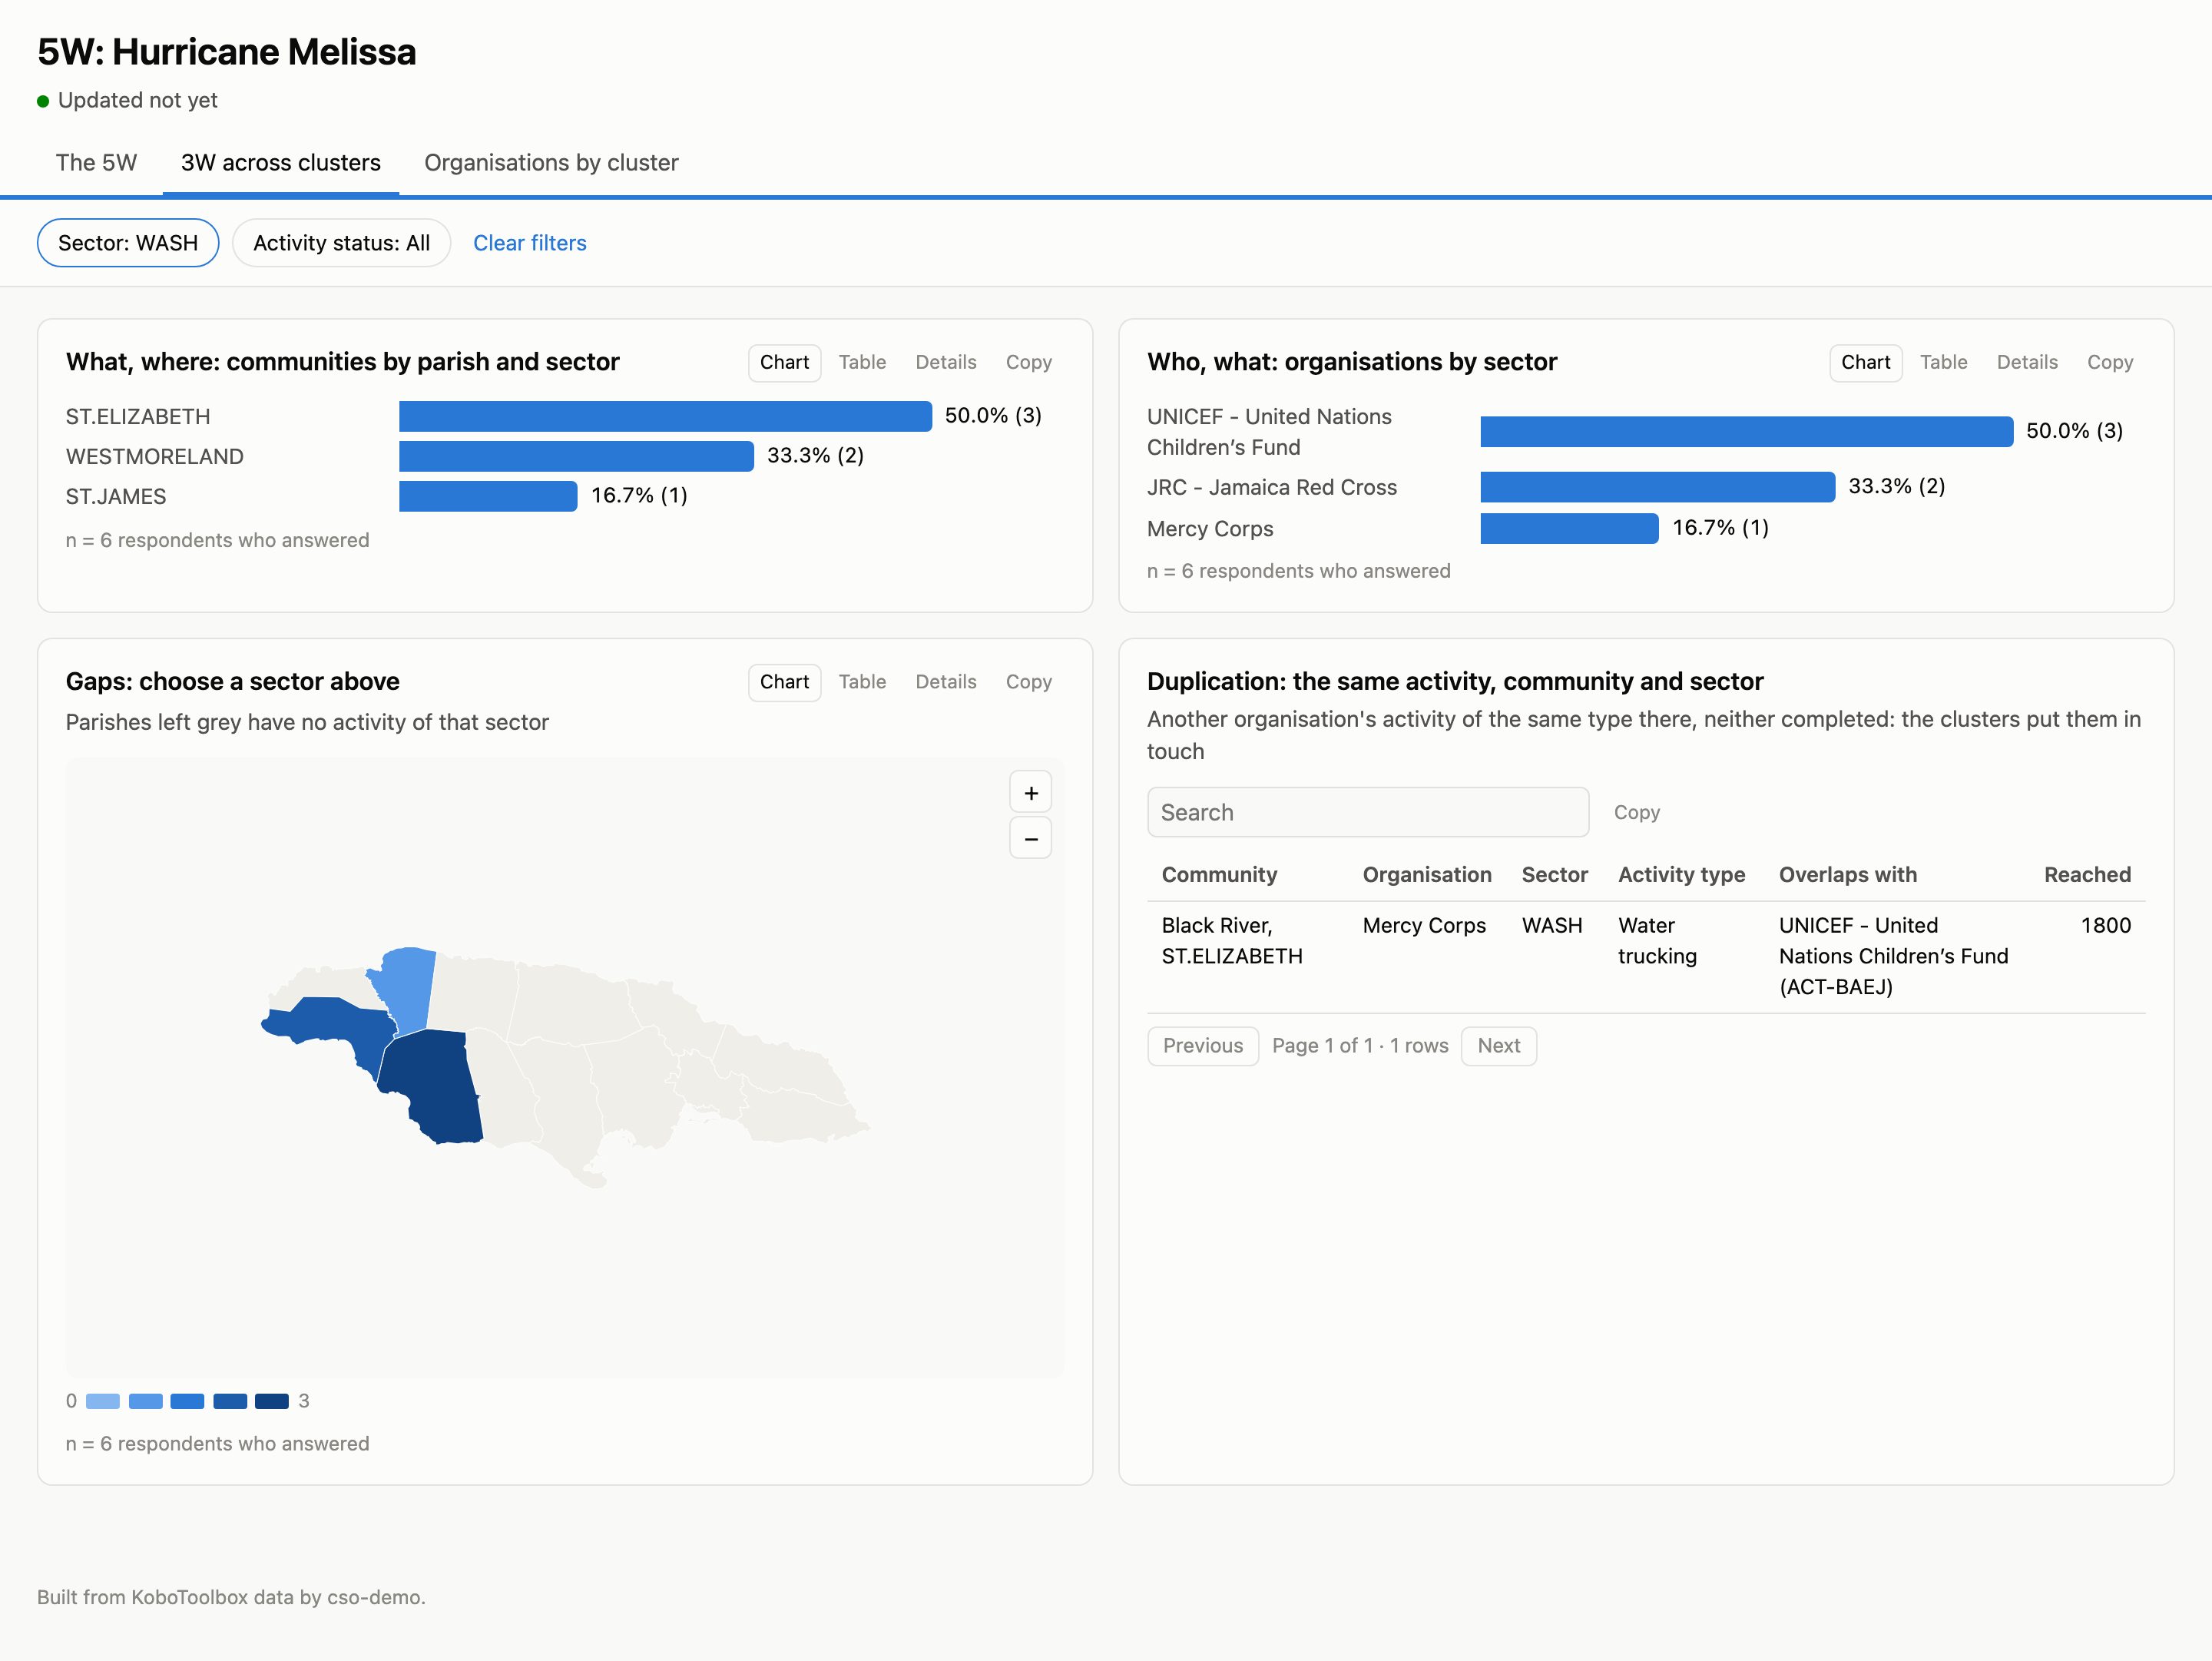 5W: Hurricane Melissa
Updated not yet
The 5W
3W across clusters
Organisations by cluster
Sector: WASH
Activity status: All
Clear filters
What, where: communities by parish and sector
Chart
Table
Details
Copy
ST.ELIZABETH
50.0% (3)
WESTMORELAND
33.3% (2)
ST.JAMES
16.7% (1)
n = 6 respondents who answered
Who, what: organisations by sector
Chart
Table
Details
Copy
UNICEF - United Nations
Children’s Fund
50.0% (3)
JRC - Jamaica Red Cross
33.3% (2)
Mercy Corps
16.7% (1)
n = 6 respondents who answered
Gaps: choose a sector above
Chart
Table
Details
Copy
Parishes left grey have no activity of that sector
+
−
0
3
n = 6 respondents who answered
Duplication: the same activity, community and sector
Another organisation's activity of the same type there, neither completed: the clusters put them in
touch
Search
Copy
Community
Organisation
Sector
Activity type
Overlaps with
Reached
Black River,
ST.ELIZABETH
Mercy Corps
WASH
Water
trucking
UNICEF - United
Nations Children’s Fund
(ACT-BAEJ)
1800
Previous
Page 1 of 1 · 1 rows
Next
Built from KoboToolbox data by cso-demo.